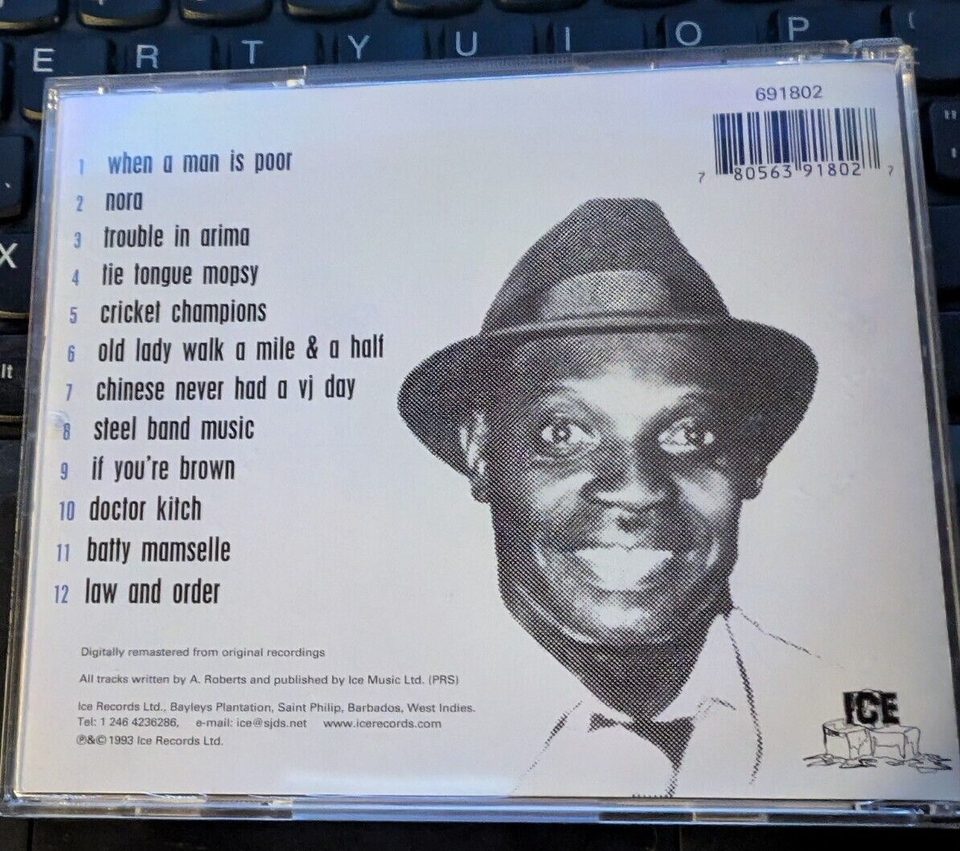 E R T Y U I O P
X
lt
691802
7 80563 91802 7
1 when a man is poor
2 nora
3 trouble in arima
4 tie tongue mopsy
5 cricket champions
6 old lady walk a mile & a half
7 chinese never had a vj day
8 steel band music
9 if you're brown
10 doctor kitch
11 batty mamselle
12 law and order
Digitally remastered from original recordings
All tracks written by A. Roberts and published by Ice Music Ltd. (PRS)
Ice Records Ltd., Bayleys Plantation, Saint Philip, Barbados, West Indies.
Tel: 1 246 4236286, e-mail: ice@sjds.net www.icerecords.com
℗&© 1993 Ice Records Ltd.
ICE